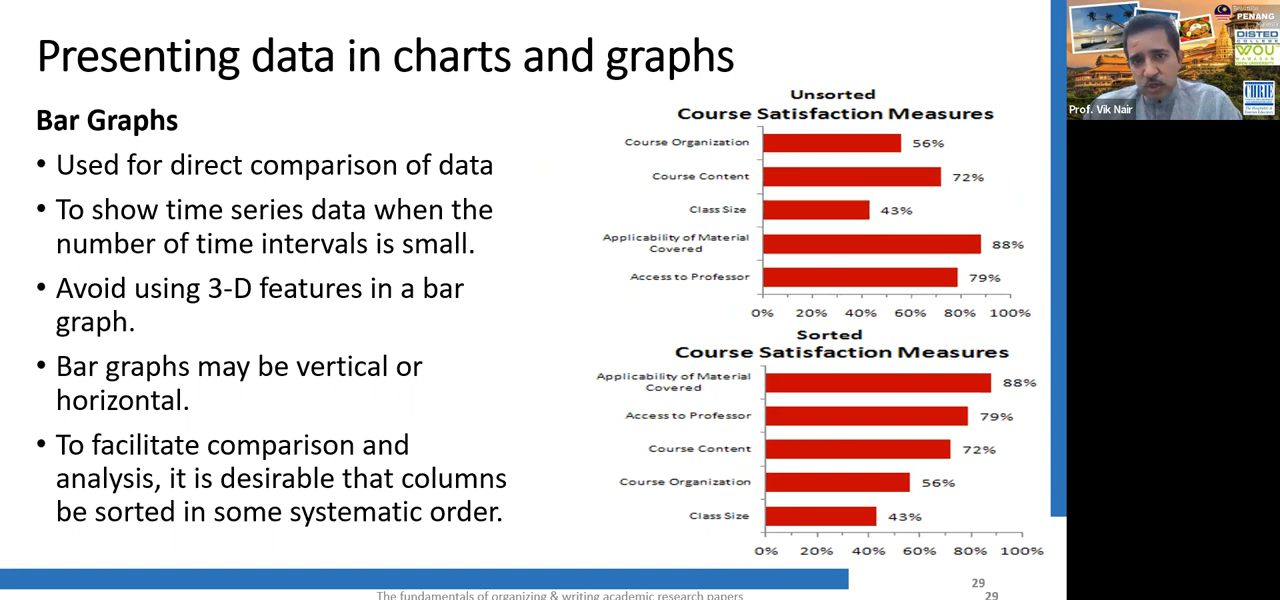 Presenting data in charts and graphs
Bar Graphs
• Used for direct comparison of data
• To show time series data when the
number of time intervals is small.
• Avoid using 3-D features in a bar
graph.
• Bar graphs may be vertical or
horizontal.
• To facilitate comparison and
analysis, it is desirable that columns
be sorted in some systematic order.
Unsorted
Course Satisfaction Measures
Course Organization 56%
Course Content 72%
Class Size 43%
Applicability of Material
Covered 88%
Access to Professor 79%
0% 20% 40% 60% 80% 100%
Sorted
Course Satisfaction Measures
Applicability of Material
Covered 88%
Access to Professor 79%
Course Content 72%
Course Organization 56%
Class Size 43%
0% 20% 40% 60% 80% 100%
29
29
The fundamentals of organizing & writing academic research papers
PENANG
DISTED
COLLEGE
WOU
CHRIE
Prof. Vik Nair